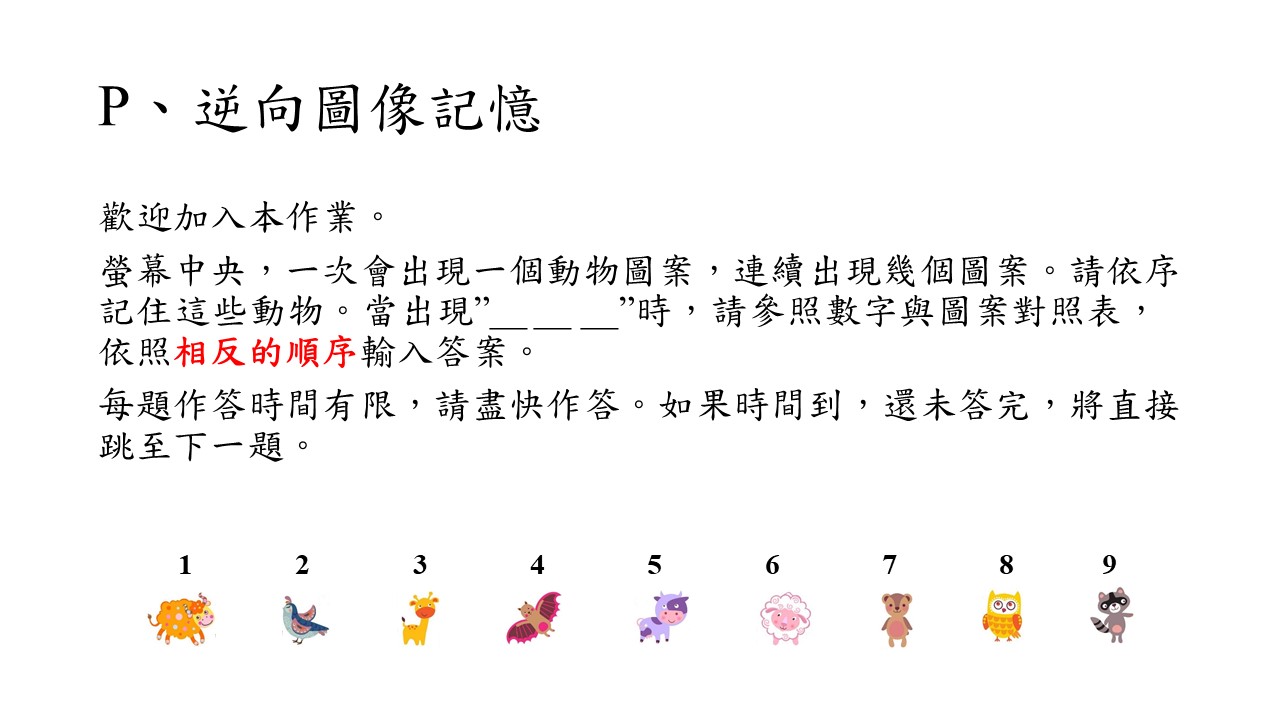 P、逆向圖像記憶
歡迎加入本作業。
螢幕中央，一次會出現一個動物圖案，連續出現幾個圖案。請依序
記住這些動物。當出現”__ __ __”時，請參照數字與圖案對照表，
依照相反的順序輸入答案。
每題作答時間有限，請盡快作答。如果時間到，還未答完，將直接
跳至下一題。
1 2 3 4 5 6 7 8 9